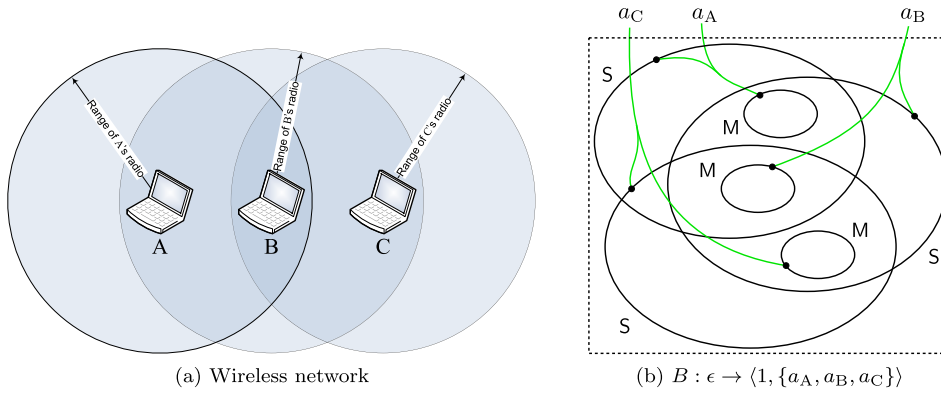 a_C a_A a_B
Range of A's radio
Range of B's radio
Range of C's radio
A
B
C
S
M
M
M
S
S
(a) Wireless network
(b) B : ϵ → ⟨1, {a_A, a_B, a_C}⟩